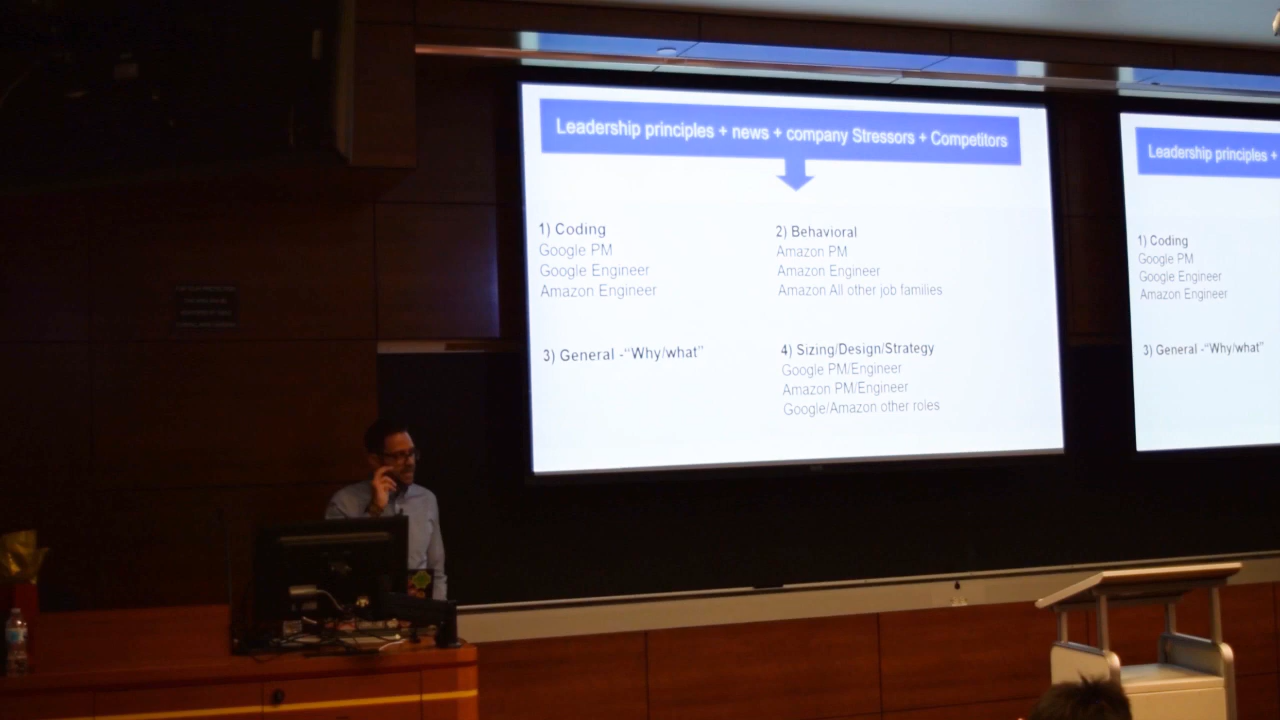 Leadership principles + news + company Stressors + Competitors
1) Coding
Google PM
Google Engineer
Amazon Engineer
2) Behavioral
Amazon PM
Amazon Engineer
Amazon All other job families
3) General -“Why/what”
4) Sizing/Design/Strategy
Google PM/Engineer
Amazon PM/Engineer
Google/Amazon other roles
Leadership principles +
1) Coding
Google PM
Google Engineer
Amazon Engineer
3) General -“Why/what”